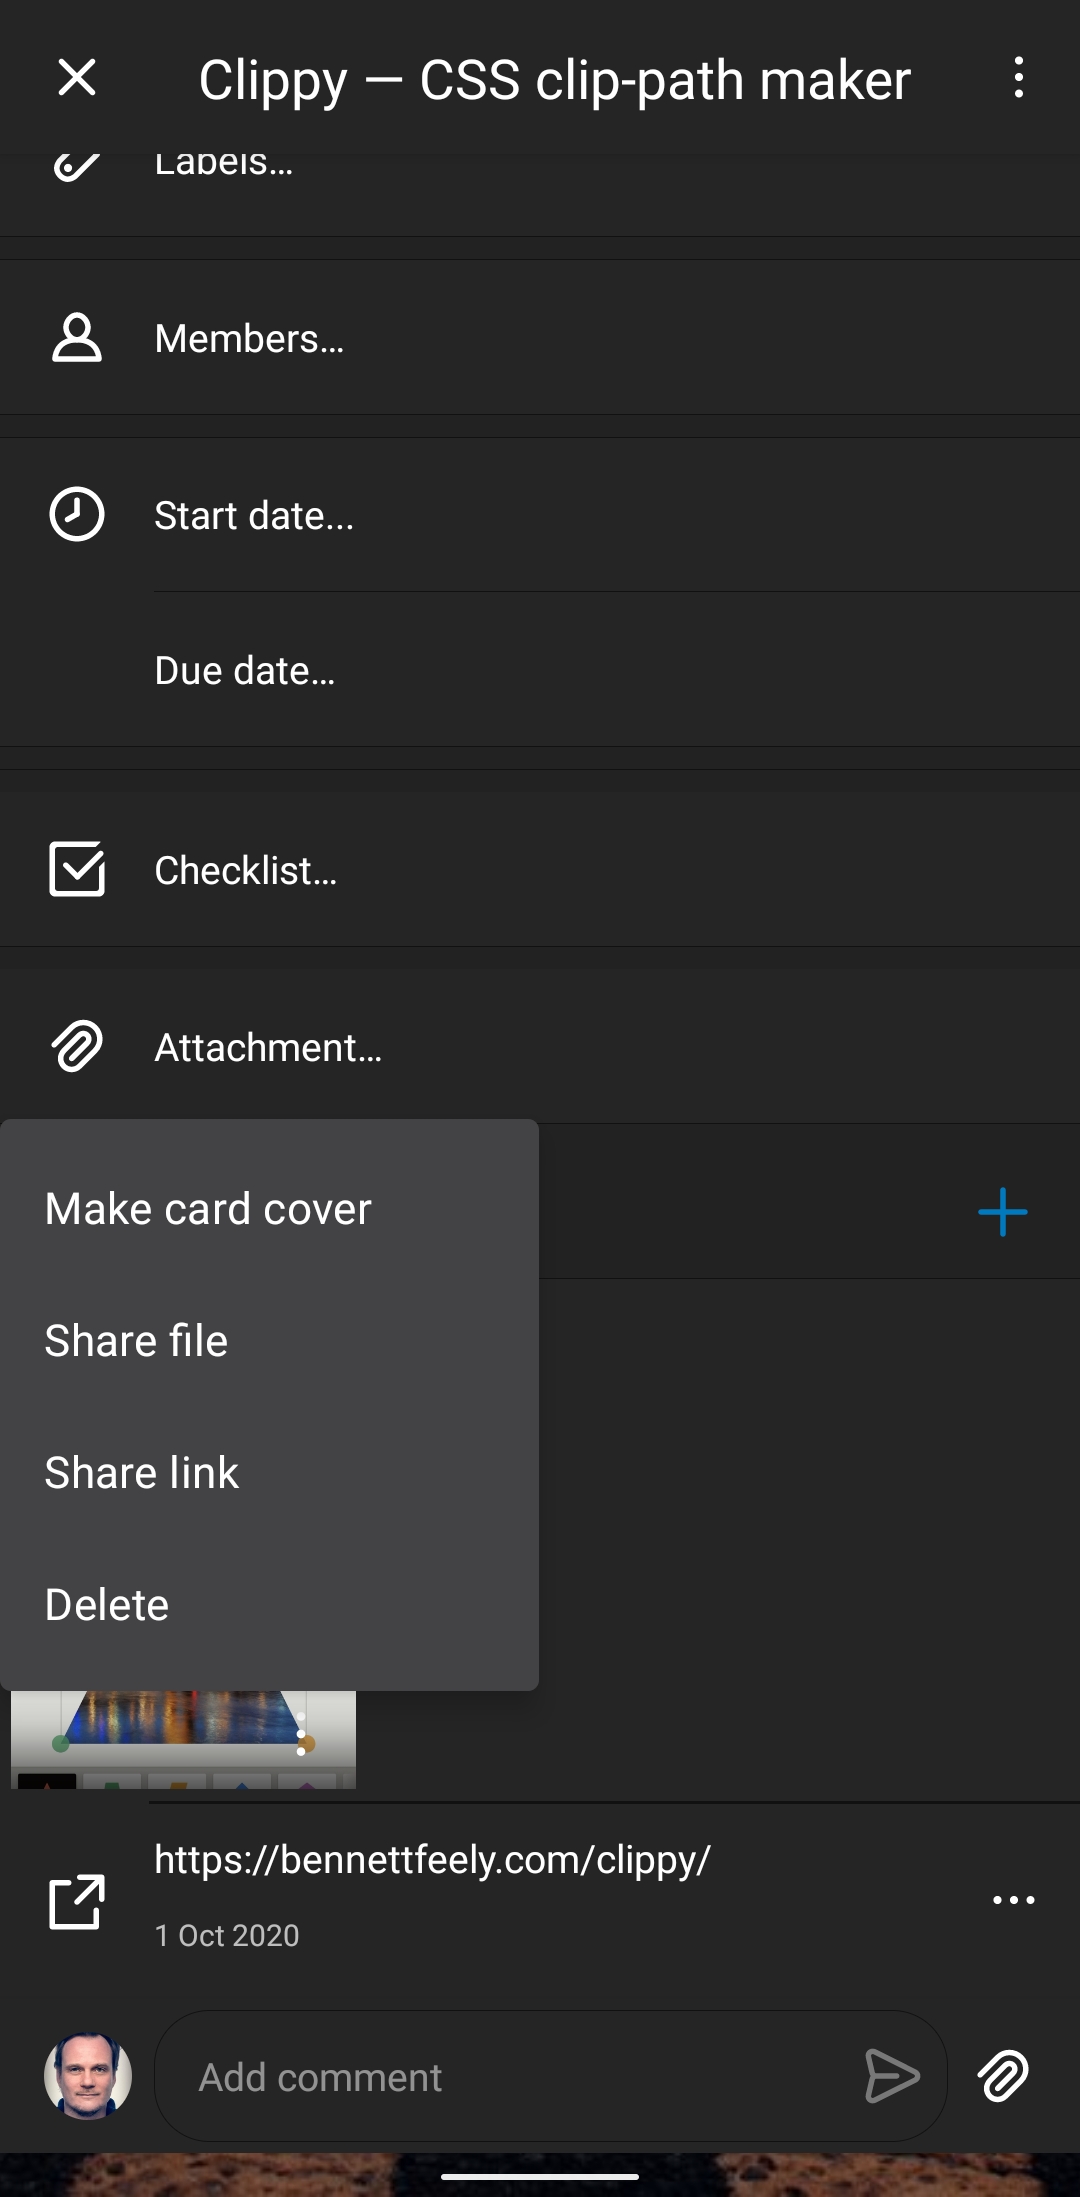 Clippy — CSS clip-path maker
Labels…
Members…
Start date...
Due date…
Checklist…
Attachment…
Make card cover
Share file
Share link
Delete
https://bennettfeely.com/clippy/
1 Oct 2020
Add comment